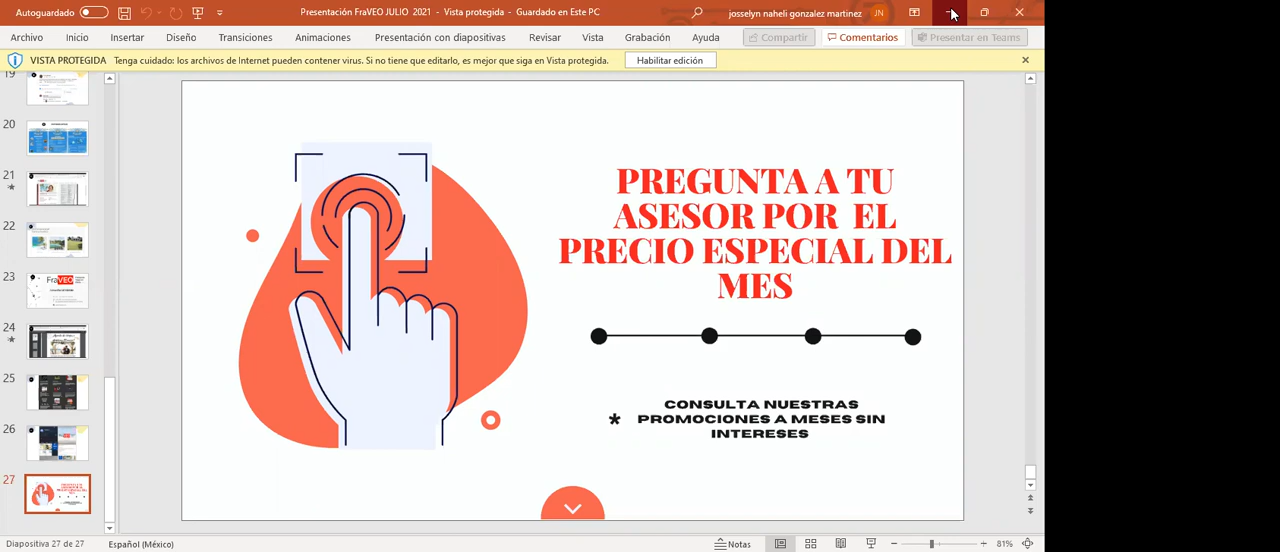 Autoguardado
Presentación FraVEO JULIO 2021 - Vista protegida - Guardado en Este PC
josselyn naheli gonzalez martinez
JN
Archivo Inicio Insertar Diseño Transiciones Animaciones Presentación con diapositivas Revisar Vista Grabación Ayuda Compartir Comentarios Presentar en Teams
VISTA PROTEGIDA Tenga cuidado: los archivos de Internet pueden contener virus. Si no tiene que editarlo, es mejor que siga en Vista protegida. Habilitar edición
19
20
21
22
23
FraVEO
24
25
26
27
PREGUNTA A TU
ASESOR POR EL
PRECIO ESPECIAL DEL
MES
CONSULTA NUESTRAS
* PROMOCIONES A MESES SIN
INTERESES
Diapositiva 27 de 27 Español (México) Notas 81%